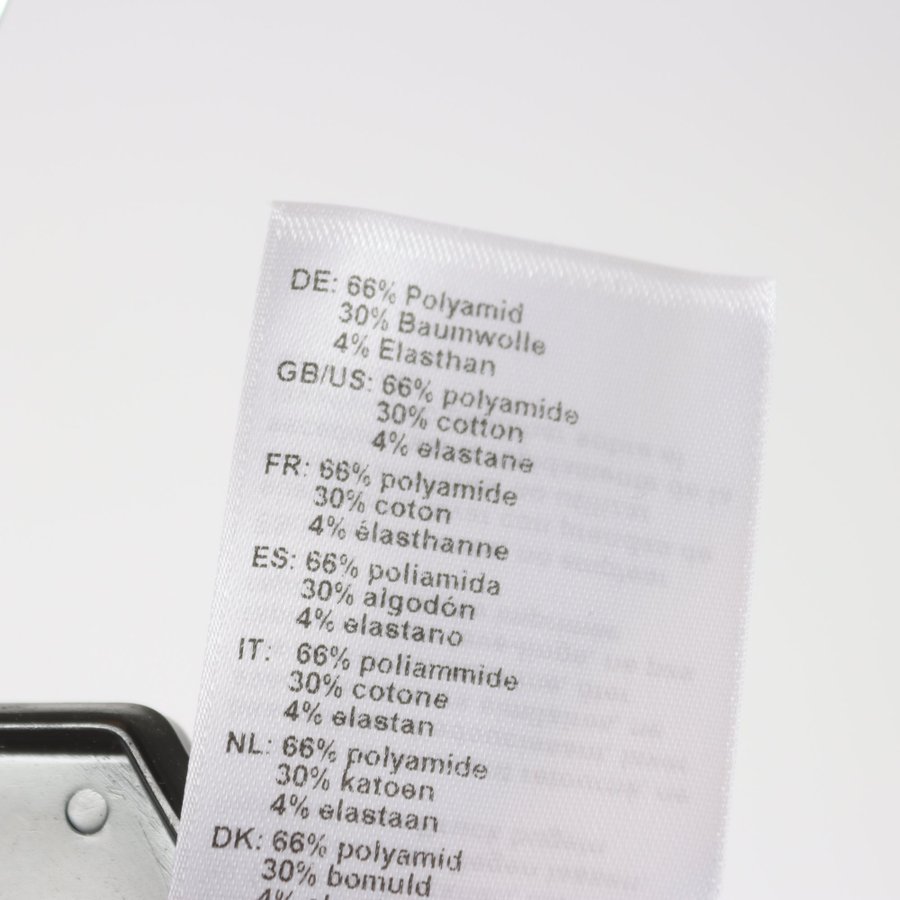 DE: 66% Polyamid
30% Baumwolle
4% Elasthan
GB/US: 66% polyamide
30% cotton
4% elastane
FR: 66% polyamide
30% coton
4% élasthanne
ES: 66% poliamida
30% algodón
4% elastano
IT: 66% poliammide
30% cotone
4% elastan
NL: 66% polyamide
30% katoen
4% elastaan
DK: 66% polyamid
30% bomuld
4%